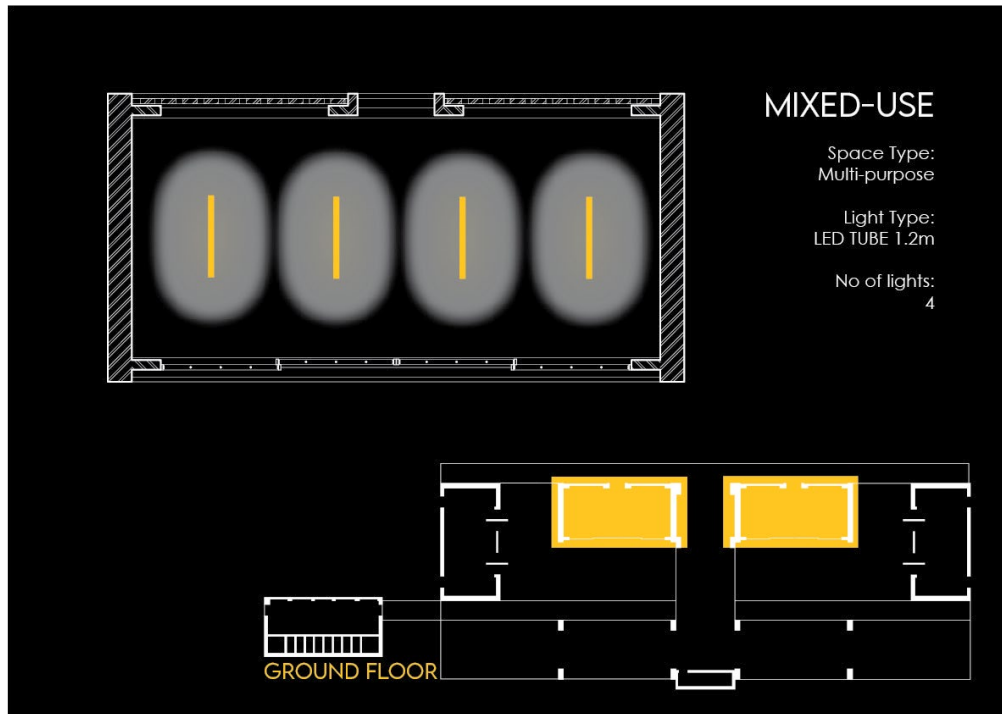 MIXED-USE
Space Type:
Multi-purpose
Light Type:
LED TUBE 1.2m
No of lights:
4
GROUND FLOOR